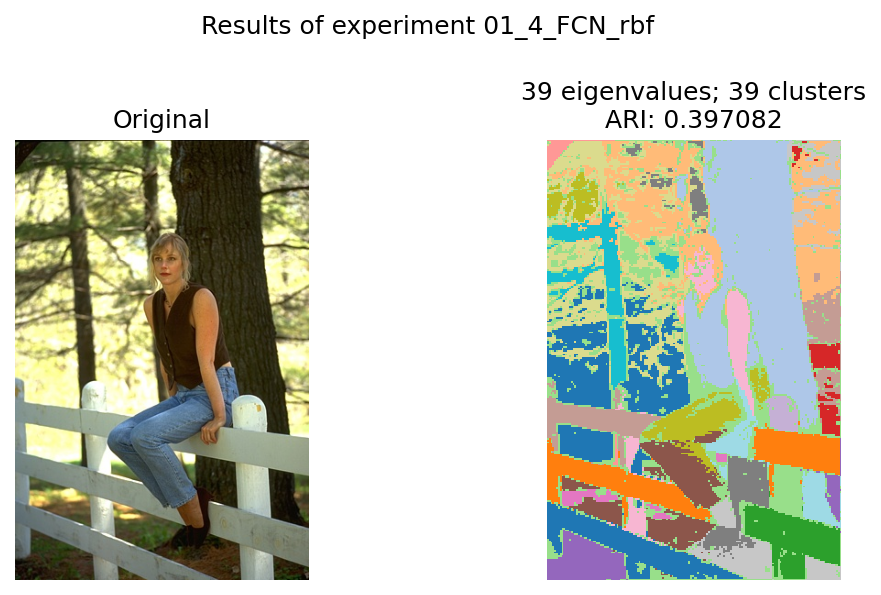 Results of experiment 01_4_FCN_rbf
Original
39 eigenvalues; 39 clusters
ARI: 0.397082